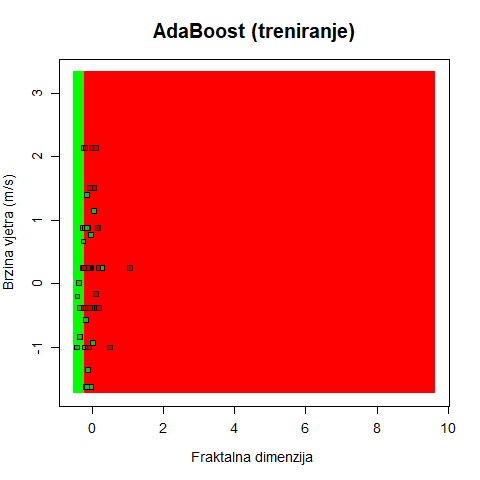 AdaBoost (treniranje)
Brzina vjetra (m/s)
3
2
1
0
-1
0 2 4 6 8 10
Fraktalna dimenzija